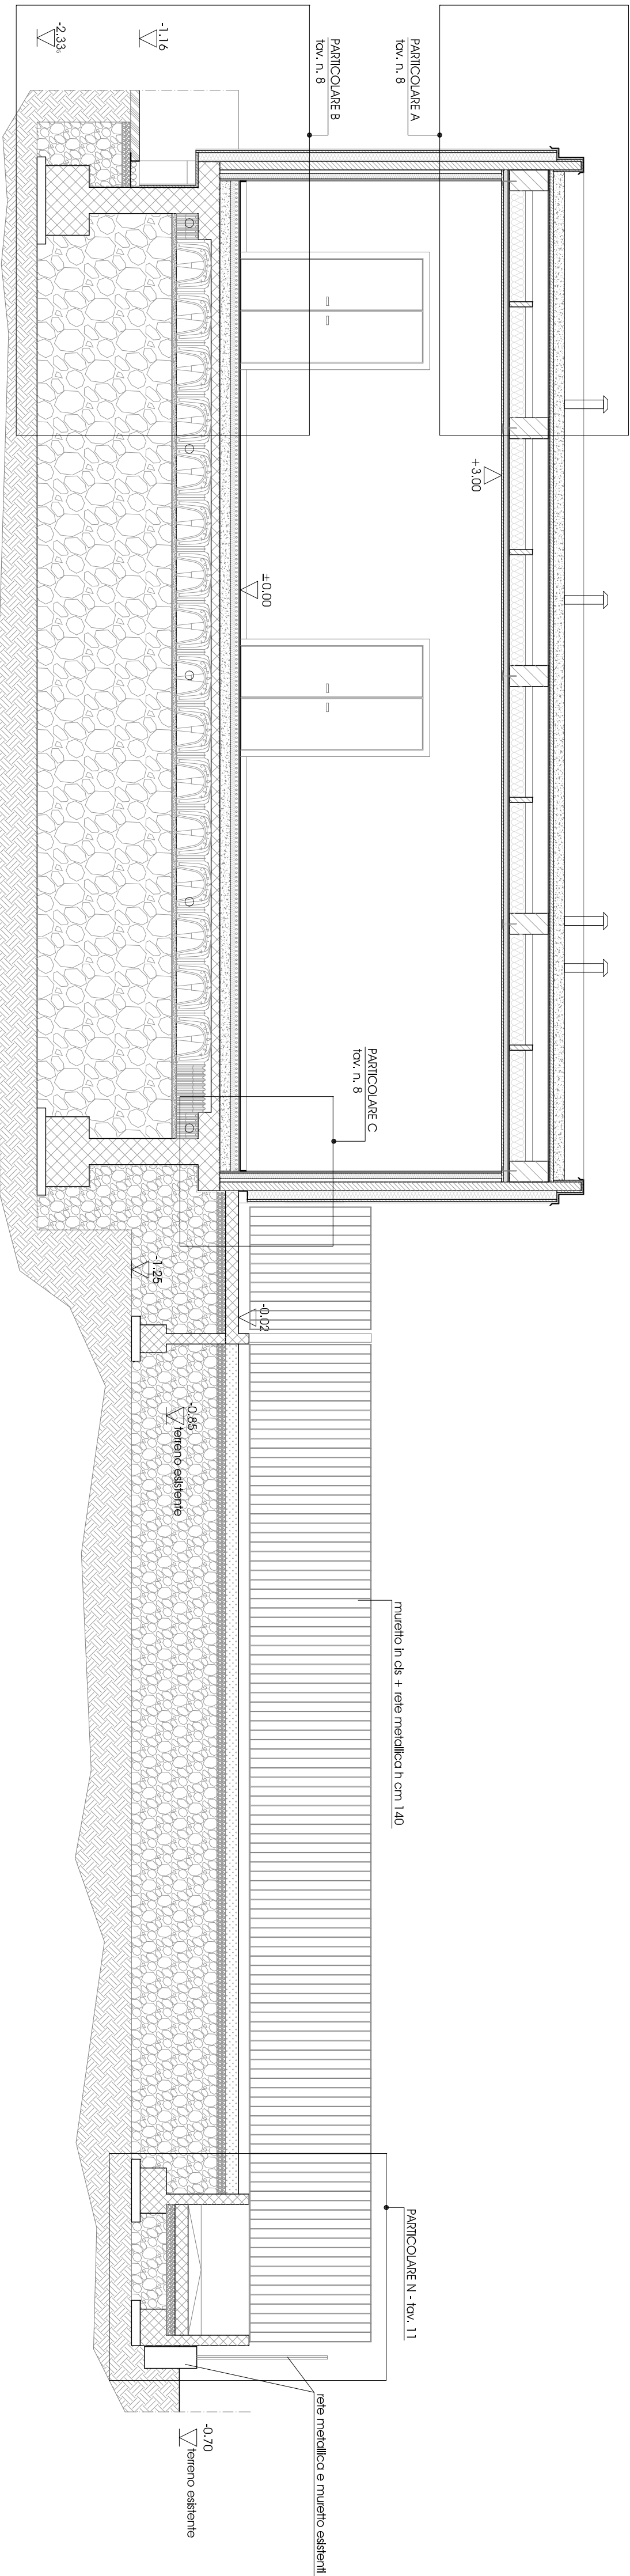 PARTICOLARE A
tav. n. 8
PARTICOLARE B
tav. n. 8
-1.16
-2.33₅
+3.00
±0.00
PARTICOLARE C
tav. n. 8
-0.02
-1.25
-0.85
terreno esistente
muretto in cls + rete metallica h cm 140
PARTICOLARE N - tav. 11
rete metallica e muretto esistenti
-0.70
terreno esistente